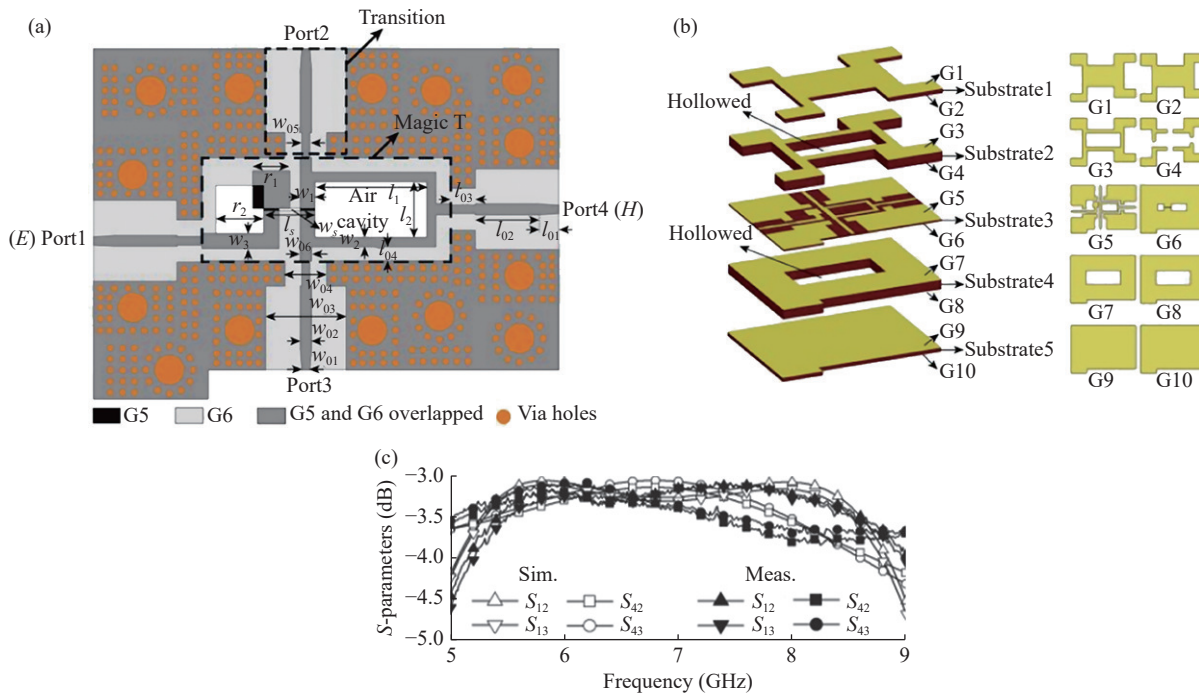 (a)
Port2
Transition
w05
Magic T
r1
w1
Air
cavity
l1
l2
l03
Port4 (H)
r2
ls
ws
(E) Port1
w3
w06
w2
l04
l02
l01
w04
w03
w02
w01
Port3
G5
G6
G5 and G6 overlapped
Via holes
(b)
Hollowed
G1
Substrate1
G2
G3
Substrate2
G4
G5
Substrate3
G6
Hollowed
G7
Substrate4
G8
G9
Substrate5
G10
G1 G2
G3 G4
G5 G6
G7 G8
G9 G10
(c)
S-parameters (dB)
−3.0
−3.5
−4.0
−4.5
−5.0
Sim. Meas.
S12 S42 S12 S42
S13 S43 S13 S43
5 6 7 8 9
Frequency (GHz)